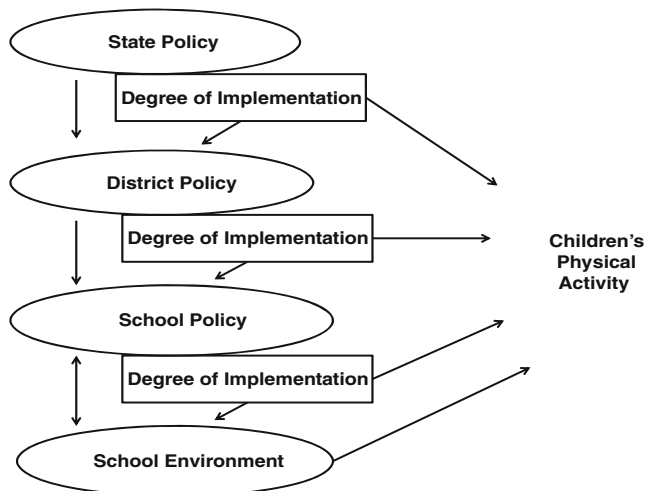 State Policy
Degree of Implementation
District Policy
Degree of Implementation
Children's
Physical
Activity
School Policy
Degree of Implementation
School Environment